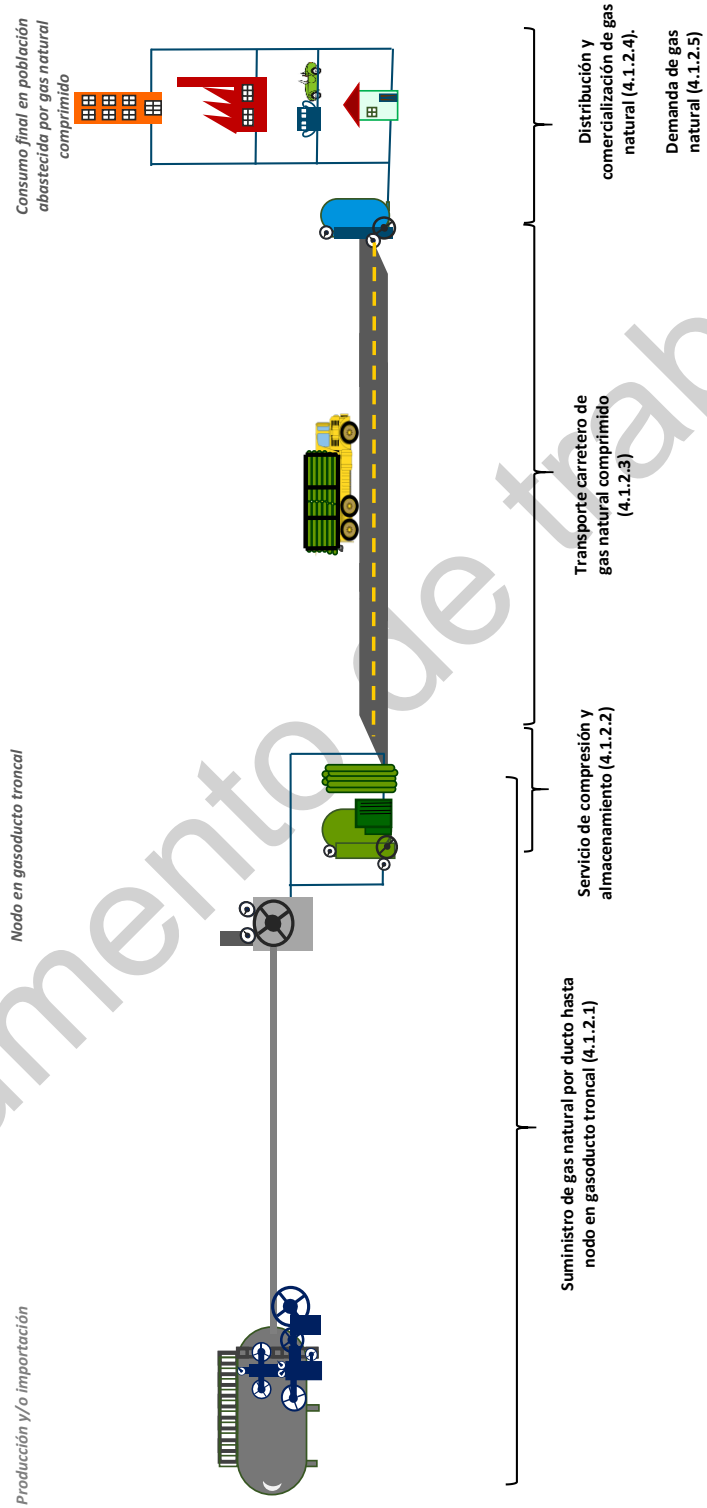 Producción y/o importación
Nodo en gasoducto troncal
Consumo final en población
abastecida por gas natural
comprimido
Suministro de gas natural por ducto hasta
nodo en gasoducto troncal (4.1.2.1)
Servicio de compresión y
almacenamiento (4.1.2.2)
Transporte carretero de
gas natural comprimido
(4.1.2.3)
Distribución y
comercialización de gas
natural (4.1.2.4).
Demanda de gas
natural (4.1.2.5)